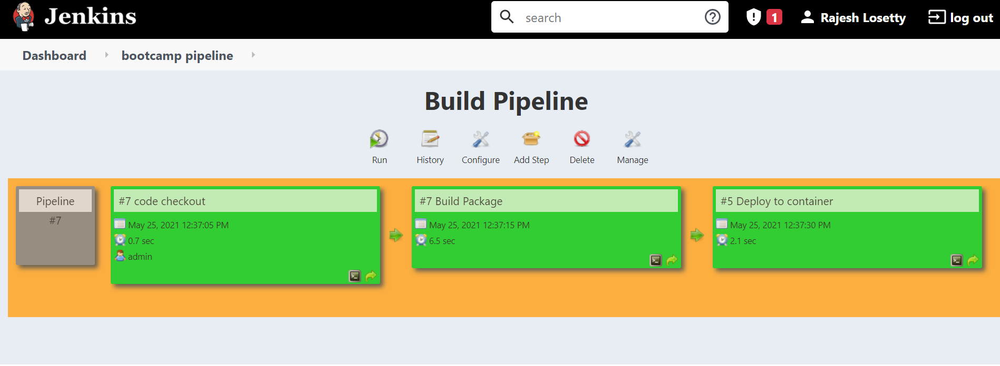 Jenkins
search
1
Rajesh Losetty
log out
Dashboard
bootcamp pipeline
Build Pipeline
Run
History
Configure
Add Step
Delete
Manage
Pipeline
#7
#7 code checkout
May 25, 2021 12:37:05 PM
0.7 sec
admin
#7 Build Package
May 25, 2021 12:37:15 PM
6.5 sec
#5 Deploy to container
May 25, 2021 12:37:30 PM
2.1 sec